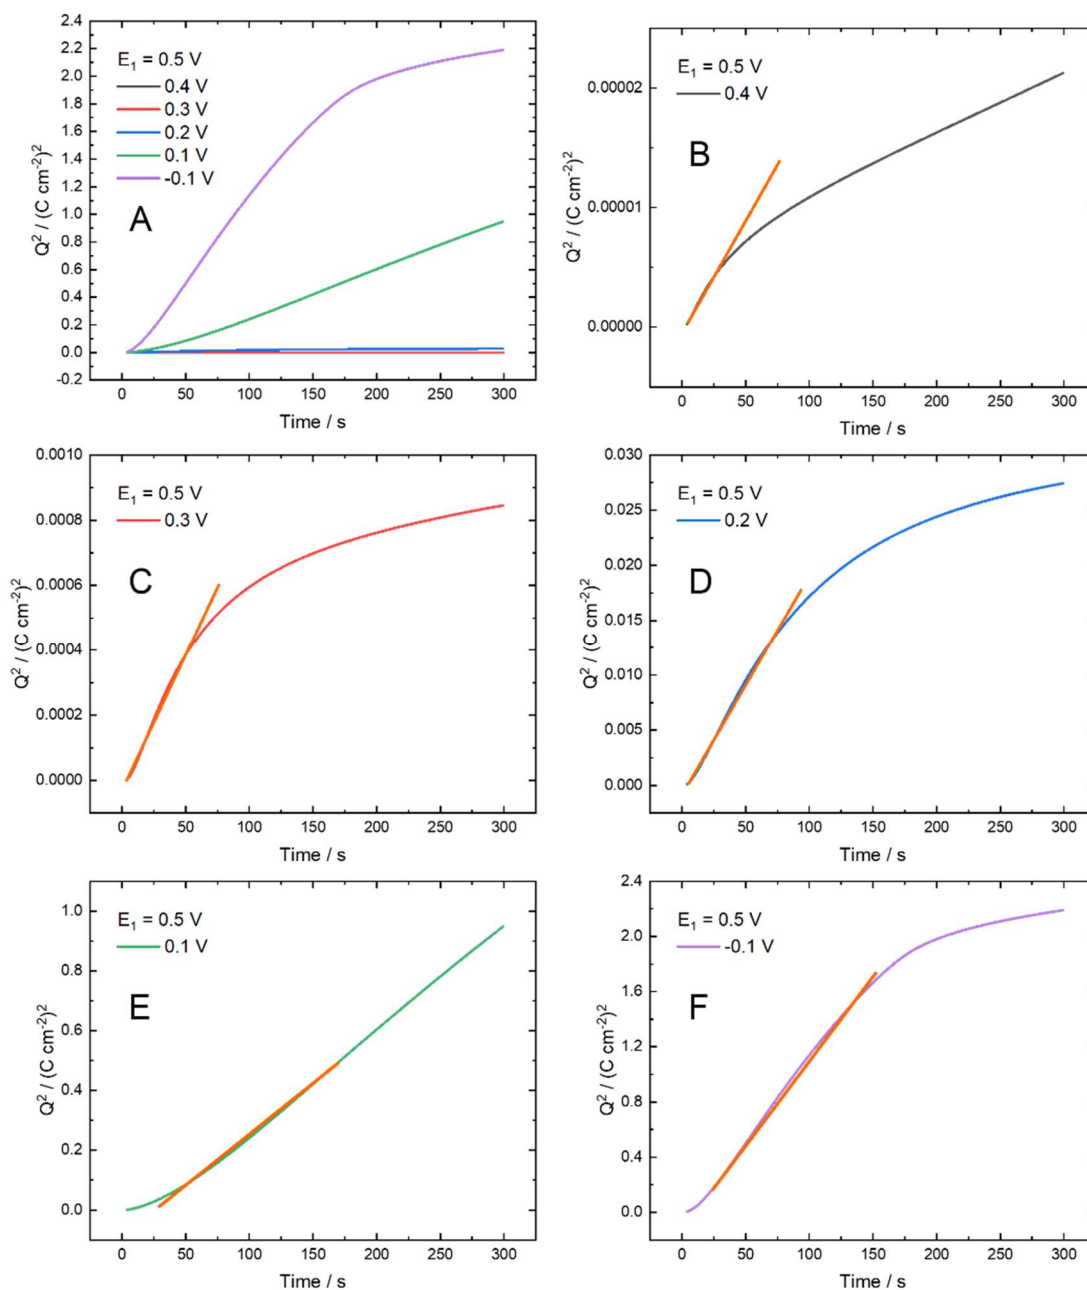 2.4
2.2
2.0
1.8
1.6
1.4
1.2
1.0
0.8
0.6
0.4
0.2
0.0
-0.2
Q² / (C cm⁻²)²
E₁ = 0.5 V
0.4 V
0.3 V
0.2 V
0.1 V
-0.1 V
A
0 50 100 150 200 250 300
Time / s
0.00002
0.00001
0.00000
Q² / (C cm⁻²)²
E₁ = 0.5 V
0.4 V
B
0 50 100 150 200 250 300
Time / s
0.0010
0.0008
0.0006
0.0004
0.0002
0.0000
Q² / (C cm⁻²)²
E₁ = 0.5 V
0.3 V
C
0 50 100 150 200 250 300
Time / s
0.030
0.025
0.020
0.015
0.010
0.005
0.000
Q² / (C cm⁻²)²
E₁ = 0.5 V
0.2 V
D
0 50 100 150 200 250 300
Time / s
1.0
0.8
0.6
0.4
0.2
0.0
Q² / (C cm⁻²)²
E₁ = 0.5 V
0.1 V
E
0 50 100 150 200 250 300
Time / s
2.4
2.0
1.6
1.2
0.8
0.4
0.0
Q² / (C cm⁻²)²
E₁ = 0.5 V
-0.1 V
F
0 50 100 150 200 250 300
Time / s